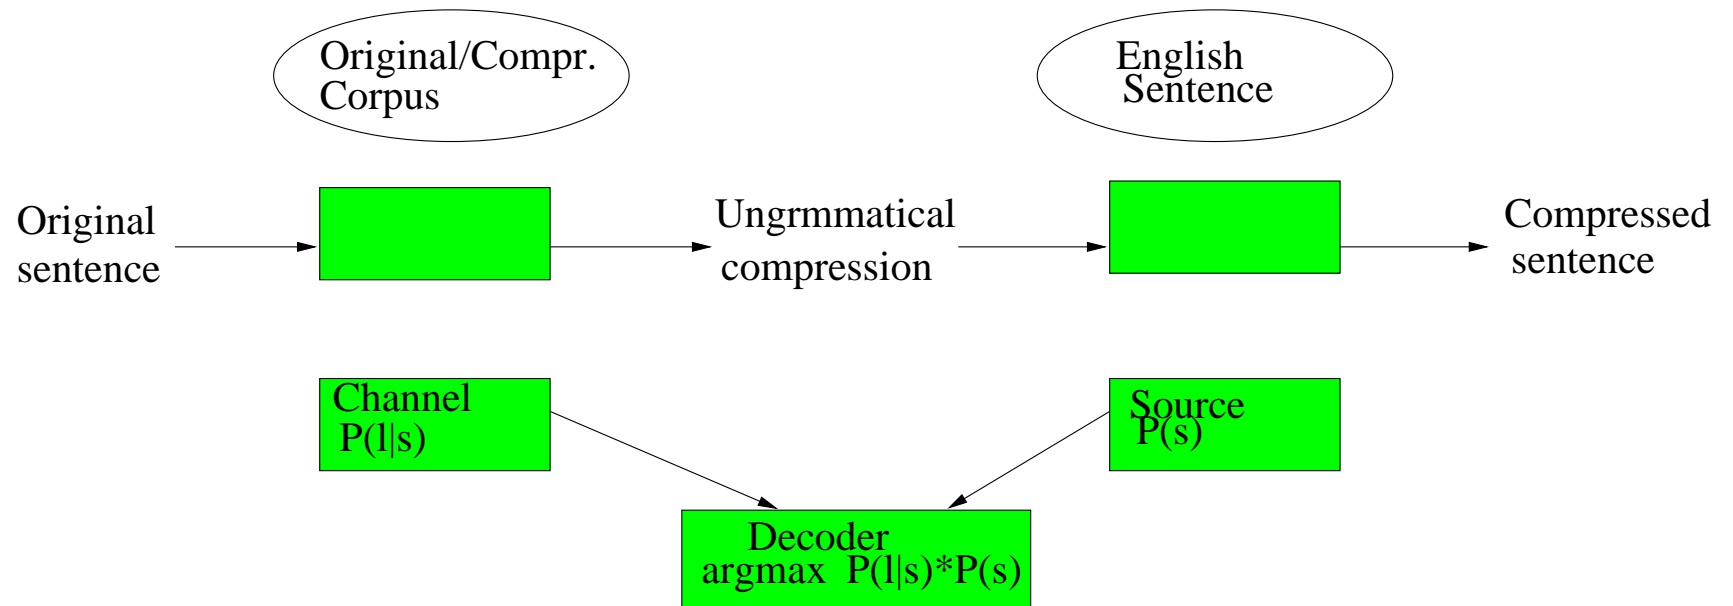 Original/Compr.
Corpus
English
Sentence
Original
sentence
Ungrmmatical
compression
Compressed
sentence
Channel
P(l|s)
Source
P(s)
Decoder
argmax P(l|s)*P(s)